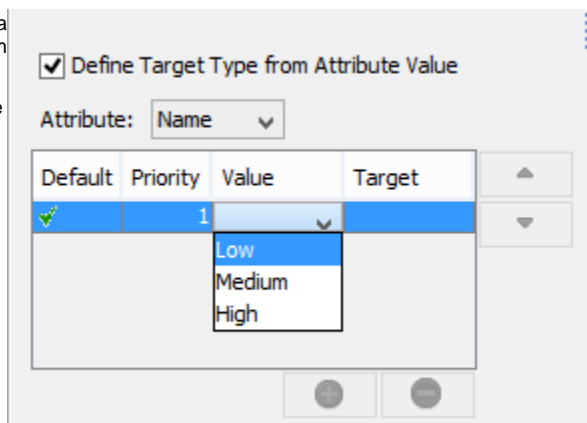 a
n
Define Target Type from Attribute Value
e
Attribute: Name
Default Priority Value Target
1
Low
Medium
High